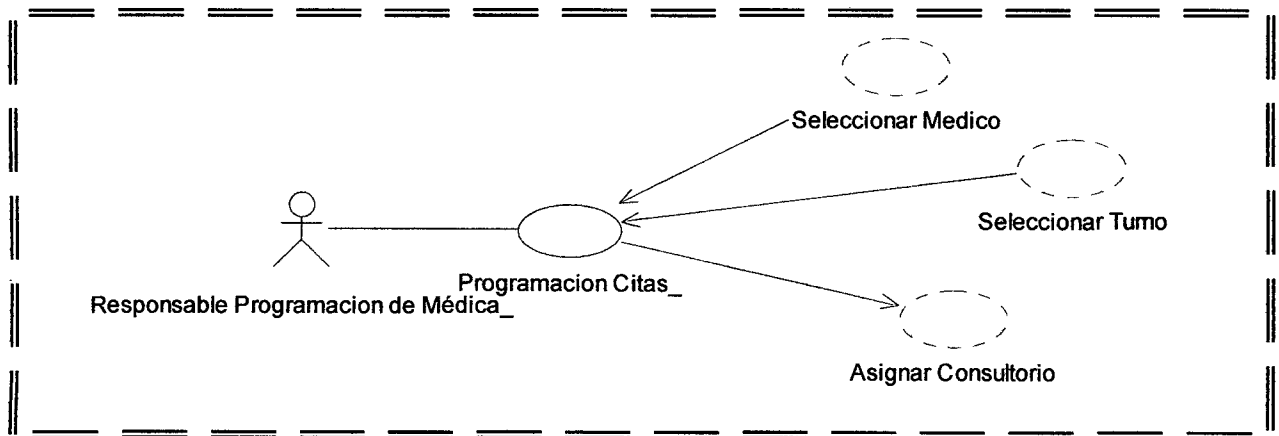 Seleccionar Medico
Seleccionar Turno
Programacion Citas_
Responsable Programacion de Médica_
Asignar Consultorio